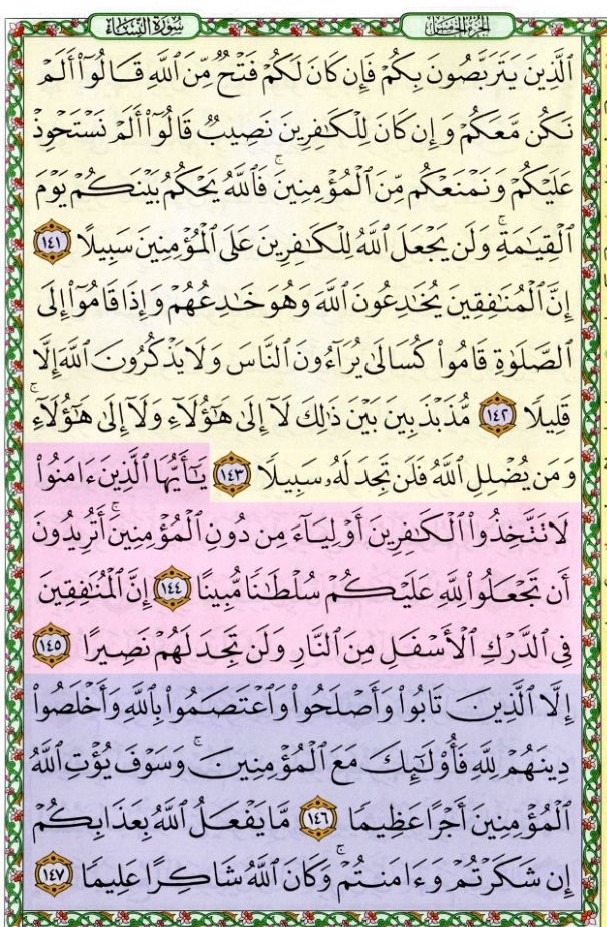 سُورَةُ النِّسَاءِ
الجزء الخامس
ٱلَّذِينَ يَتَرَبَّصُونَ بِكُمْ فَإِن كَانَ لَكُمْ فَتْحٌ مِّنَ ٱللَّهِ قَالُوٓا۟ أَلَمْ
نَكُن مَّعَكُمْ وَإِن كَانَ لِلْكَٰفِرِينَ نَصِيبٌ قَالُوٓا۟ أَلَمْ نَسْتَحْوِذْ
عَلَيْكُمْ وَنَمْنَعْكُم مِّنَ ٱلْمُؤْمِنِينَ ۚ فَٱللَّهُ يَحْكُمُ بَيْنَكُمْ يَوْمَ
ٱلْقِيَٰمَةِ ۚ وَلَن يَجْعَلَ ٱللَّهُ لِلْكَٰفِرِينَ عَلَى ٱلْمُؤْمِنِينَ سَبِيلًا ١٤١
إِنَّ ٱلْمُنَٰفِقِينَ يُخَٰدِعُونَ ٱللَّهَ وَهُوَ خَٰدِعُهُمْ وَإِذَا قَامُوٓا۟ إِلَى
ٱلصَّلَوٰةِ قَامُوا۟ كُسَالَىٰ يُرَآءُونَ ٱلنَّاسَ وَلَا يَذْكُرُونَ ٱللَّهَ إِلَّا
قَلِيلًا ١٤٢ مُّذَبْذَبِينَ بَيْنَ ذَٰلِكَ لَآ إِلَىٰ هَٰٓؤُلَآءِ وَلَآ إِلَىٰ هَٰٓؤُلَآءِ ۚ
وَمَن يُضْلِلِ ٱللَّهُ فَلَن تَجِدَ لَهُۥ سَبِيلًا ١٤٣ يَٰٓأَيُّهَا ٱلَّذِينَ ءَامَنُوا۟
لَا تَتَّخِذُوا۟ ٱلْكَٰفِرِينَ أَوْلِيَآءَ مِن دُونِ ٱلْمُؤْمِنِينَ ۚ أَتُرِيدُونَ
أَن تَجْعَلُوا۟ لِلَّهِ عَلَيْكُمْ سُلْطَٰنًا مُّبِينًا ١٤٤ إِنَّ ٱلْمُنَٰفِقِينَ
فِى ٱلدَّرْكِ ٱلْأَسْفَلِ مِنَ ٱلنَّارِ وَلَن تَجِدَ لَهُمْ نَصِيرًا ١٤٥
إِلَّا ٱلَّذِينَ تَابُوا۟ وَأَصْلَحُوا۟ وَٱعْتَصَمُوا۟ بِٱللَّهِ وَأَخْلَصُوا۟
دِينَهُمْ لِلَّهِ فَأُو۟لَٰٓئِكَ مَعَ ٱلْمُؤْمِنِينَ ۖ وَسَوْفَ يُؤْتِ ٱللَّهُ
ٱلْمُؤْمِنِينَ أَجْرًا عَظِيمًا ١٤٦ مَّا يَفْعَلُ ٱللَّهُ بِعَذَابِكُمْ
إِن شَكَرْتُمْ وَءَامَنتُمْ ۚ وَكَانَ ٱللَّهُ شَاكِرًا عَلِيمًا ١٤٧